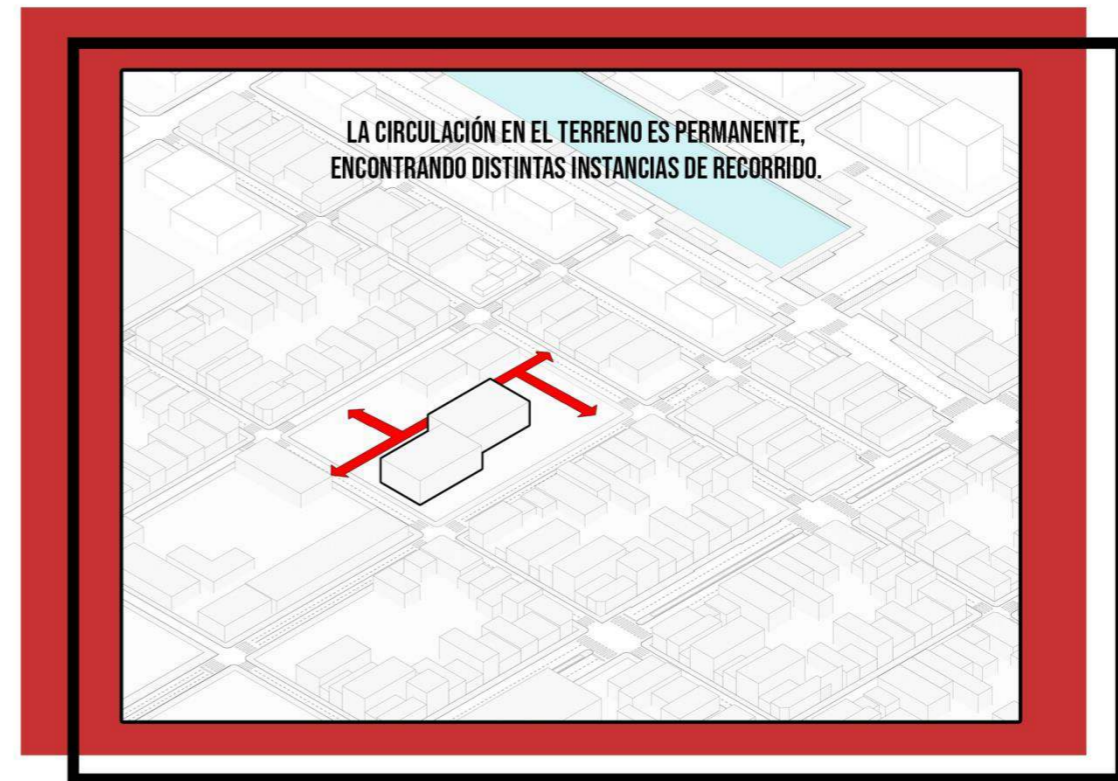 LA CIRCULACIÓN EN EL TERRENO ES PERMANENTE,
ENCONTRANDO DISTINTAS INSTANCIAS DE RECORRIDO.